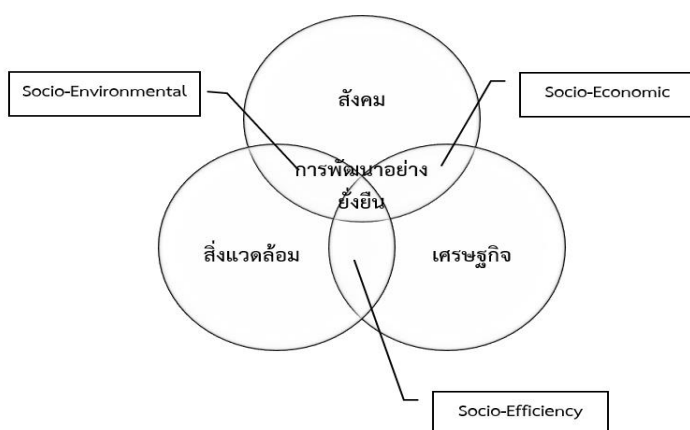 สังคม
Socio-Environmental
Socio-Economic
การพัฒนาอย่าง
ยั่งยืน
สิ่งแวดล้อม
เศรษฐกิจ
Socio-Efficiency